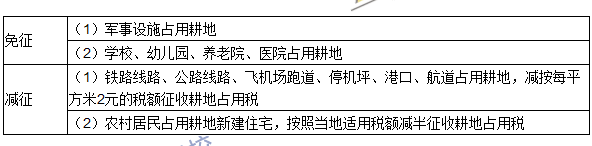 （1）军事设施占用耕地
免征
（2）学校、幼儿园、养老院、医院占用耕地
（1）铁路线路、公路线路、飞机场跑道、停机坪、港口、航道占用耕地，减按每平
方米2元的税额征收耕地占用税
减征
（2）农村居民占用耕地新建住宅，按照当地适用税额减半征收耕地占用税